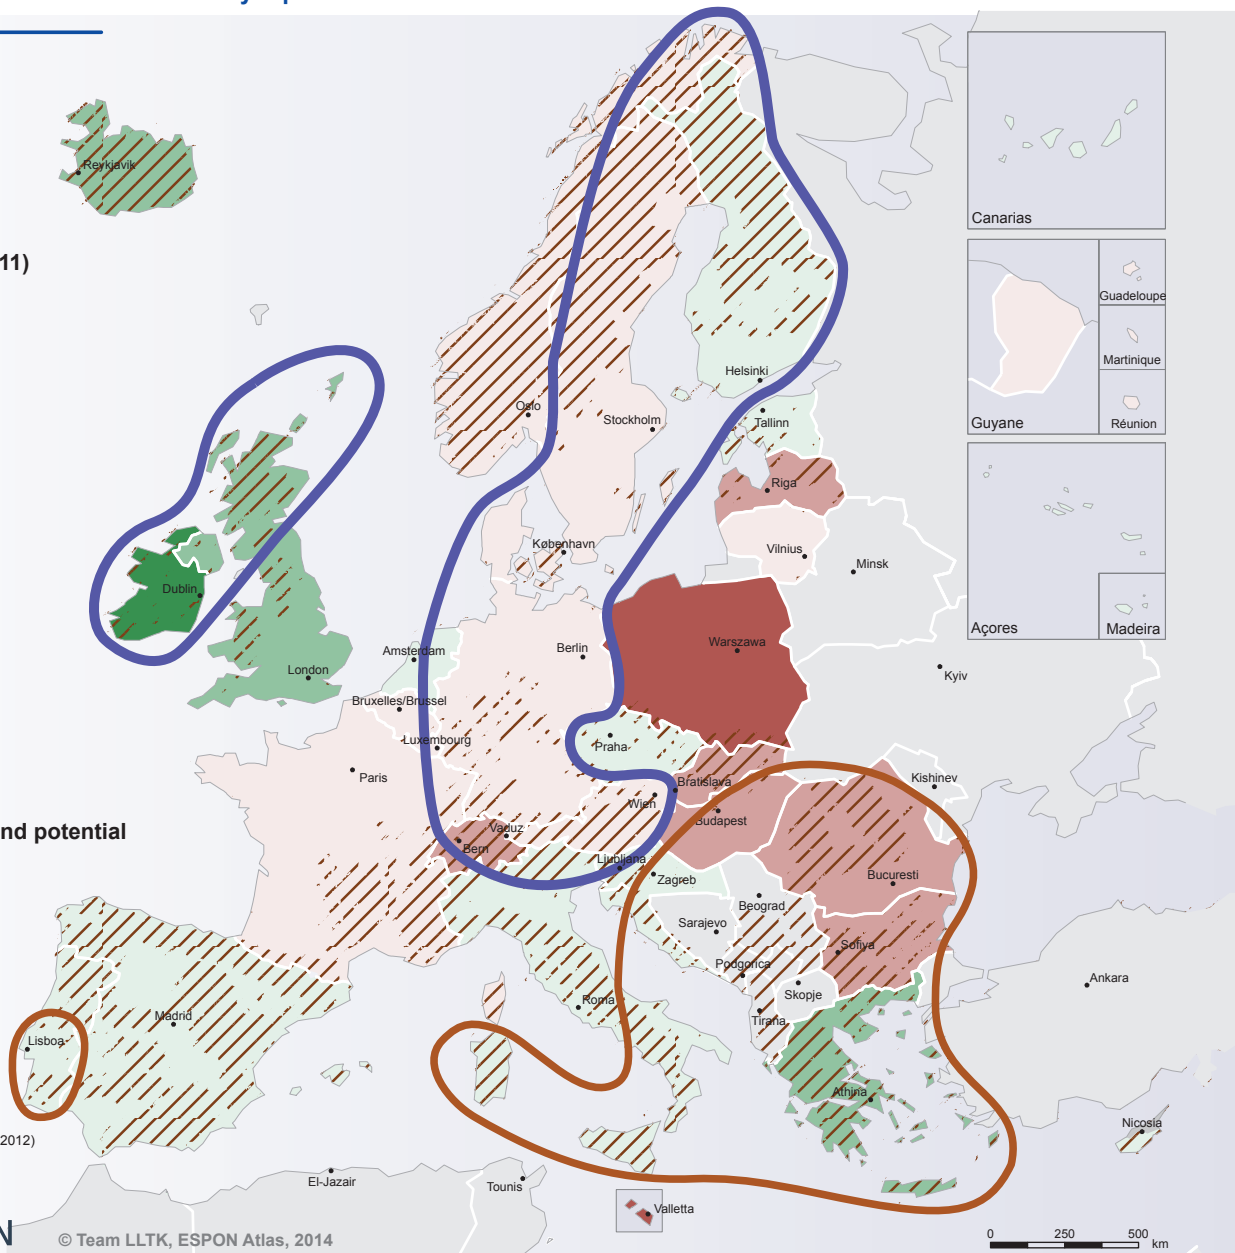 Reykjavik
11)
Canarias
Guadeloupe
Martinique
Guyane
Réunion
Açores
Madeira
Helsinki
Oslo
Stockholm
Tallinn
Riga
København
Vilnius
Minsk
Dublin
Amsterdam
Berlin
Warszawa
London
Kyiv
Bruxelles/Brussel
Luxembourg
Praha
Paris
Kishinev
Bratislava
Wien
Budapest
nd potential
Vaduz
Bern
Ljubljana
Zagreb
Bucuresti
Beograd
Sarajevo
Sofiya
Podgorica
Ankara
Skopje
Roma
Madrid
Tirana
Lisboa
Athina
Nicosia
2012)
El-Jazair
Tounis
Valletta
N
© Team LLTK, ESPON Atlas, 2014
0 250 500
km